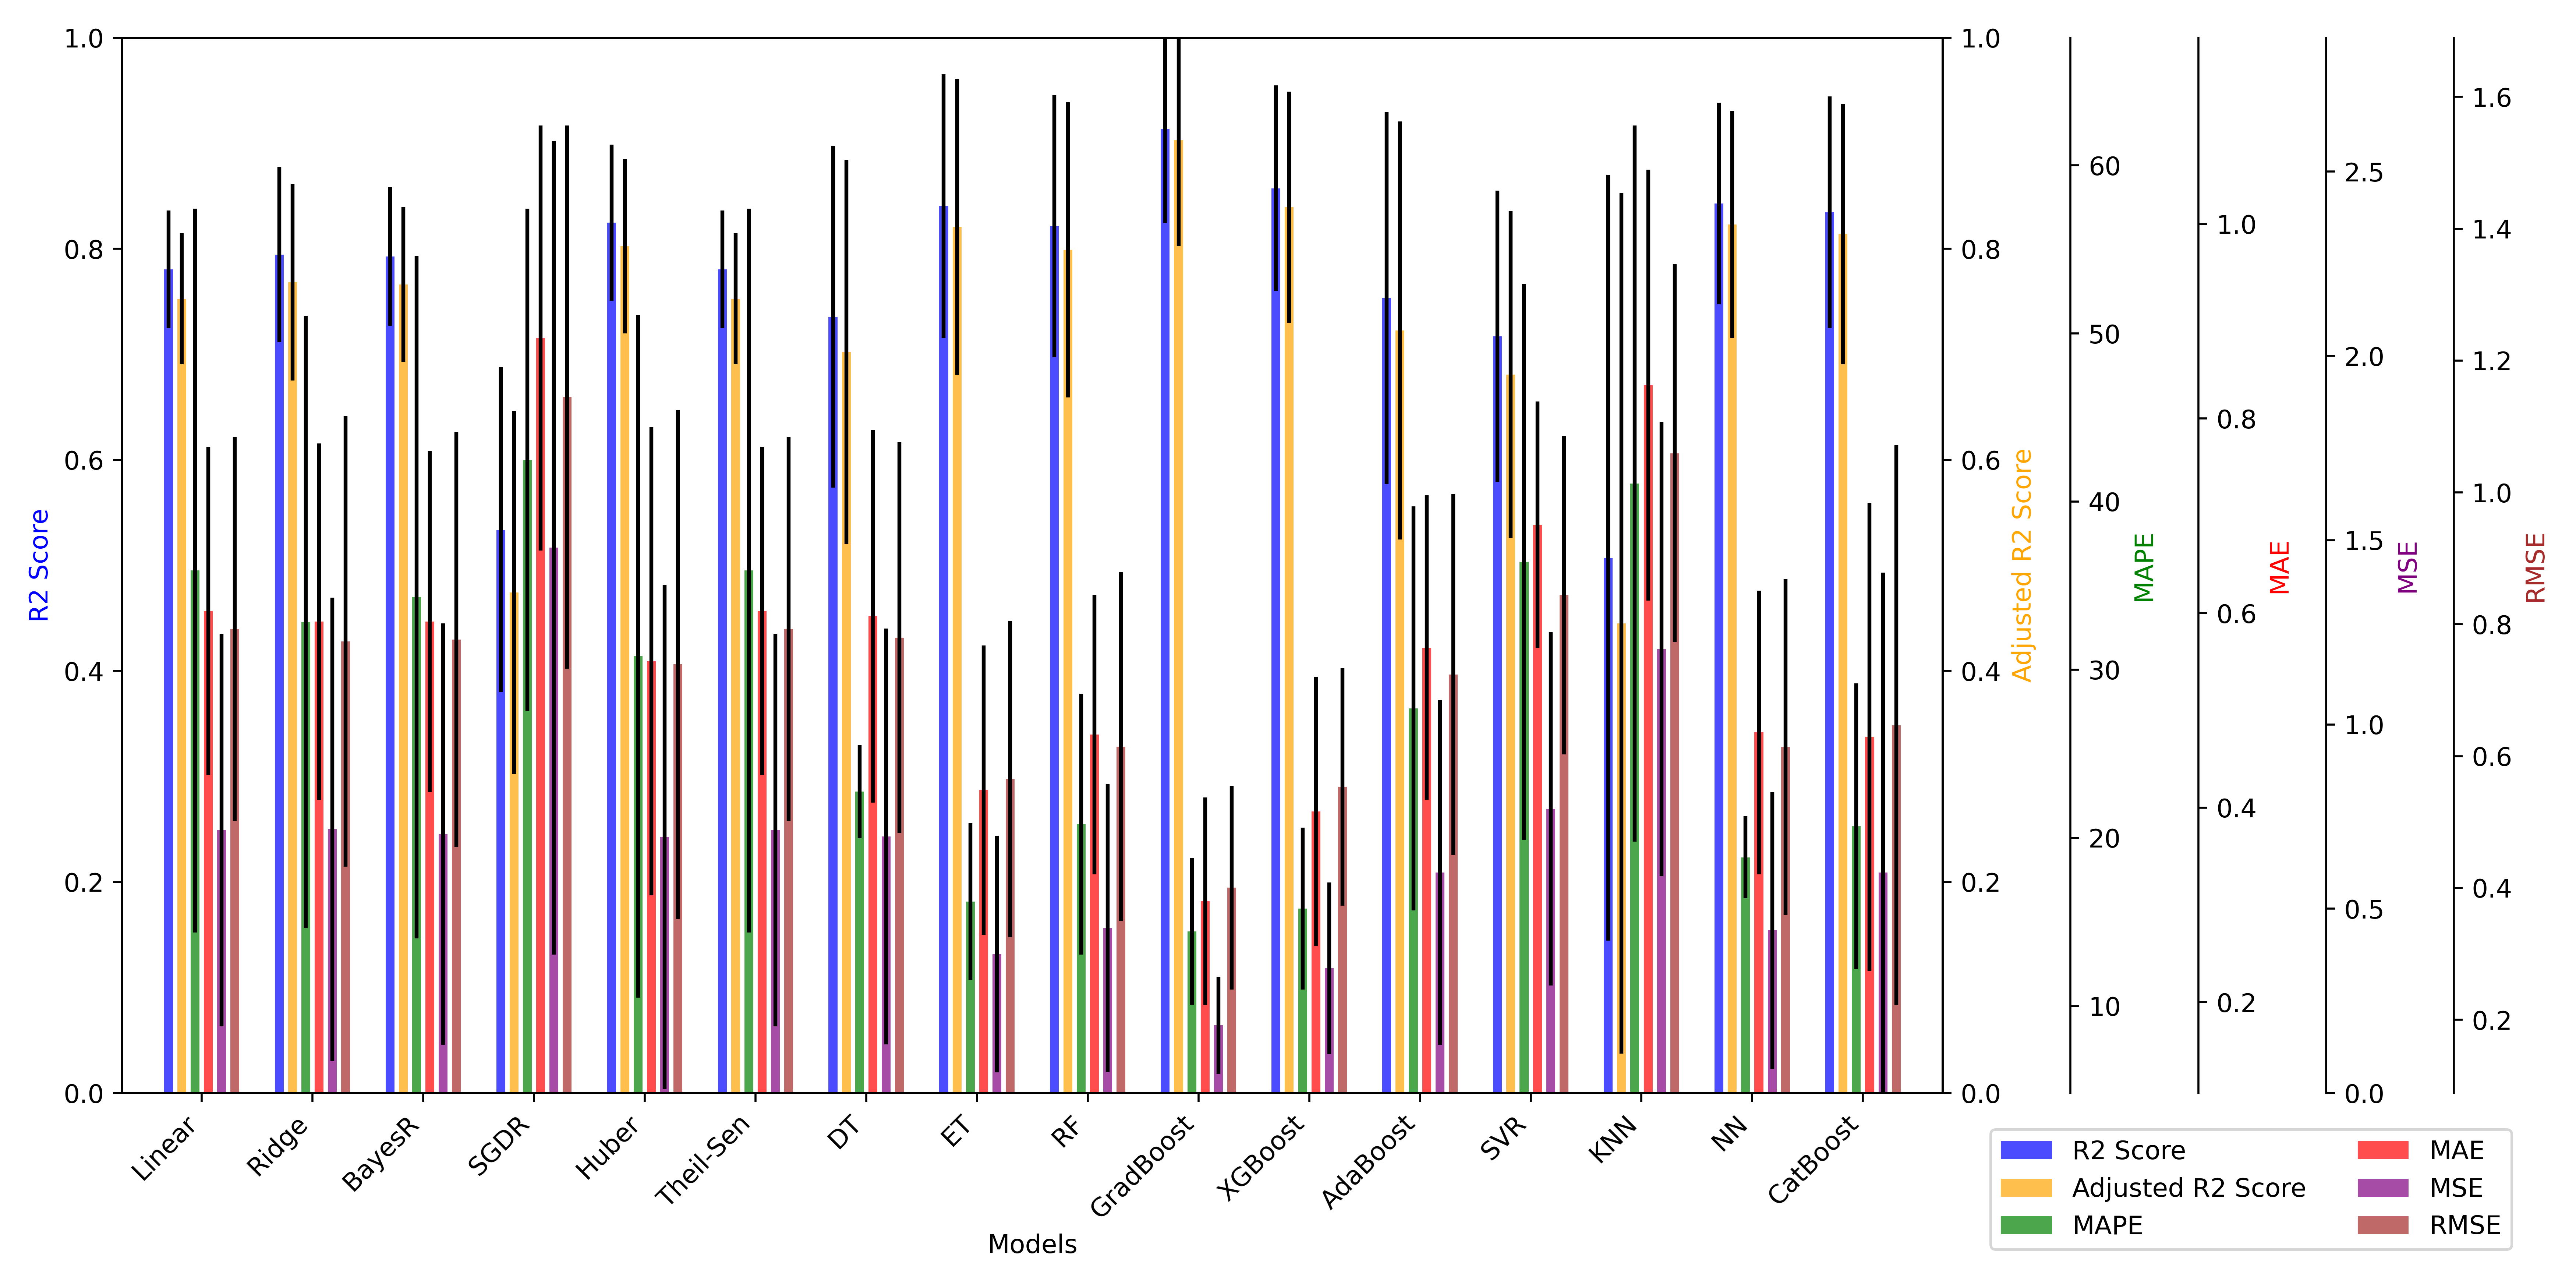 R2 Score
1.0
0.8
0.6
0.4
0.2
0.0
Linear
Ridge
BayesR
SGDR
Huber
Theil-Sen
DT
ET
RF
GradBoost
XGBoost
AdaBoost
SVR
KNN
NN
CatBoost
Models
1.0
0.8
0.6
0.4
0.2
0.0
Adjusted R2 Score
60
50
40
30
20
10
MAPE
1.0
0.8
0.6
0.4
0.2
MAE
2.5
2.0
1.5
1.0
0.5
0.0
MSE
1.6
1.4
1.2
1.0
0.8
0.6
0.4
0.2
RMSE
R2 Score
Adjusted R2 Score
MAPE
MAE
MSE
RMSE